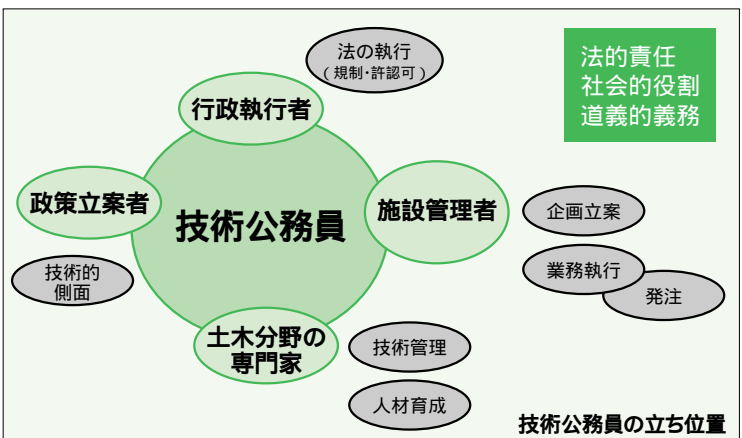 法の執行
(規制・許認可)
法的責任
社会的役割
道義的義務
行政執行者
政策立案者
技術公務員
施設管理者
企画立案
技術的
側面
業務執行
発注
土木分野の
専門家
技術管理
人材育成
技術公務員の立ち位置